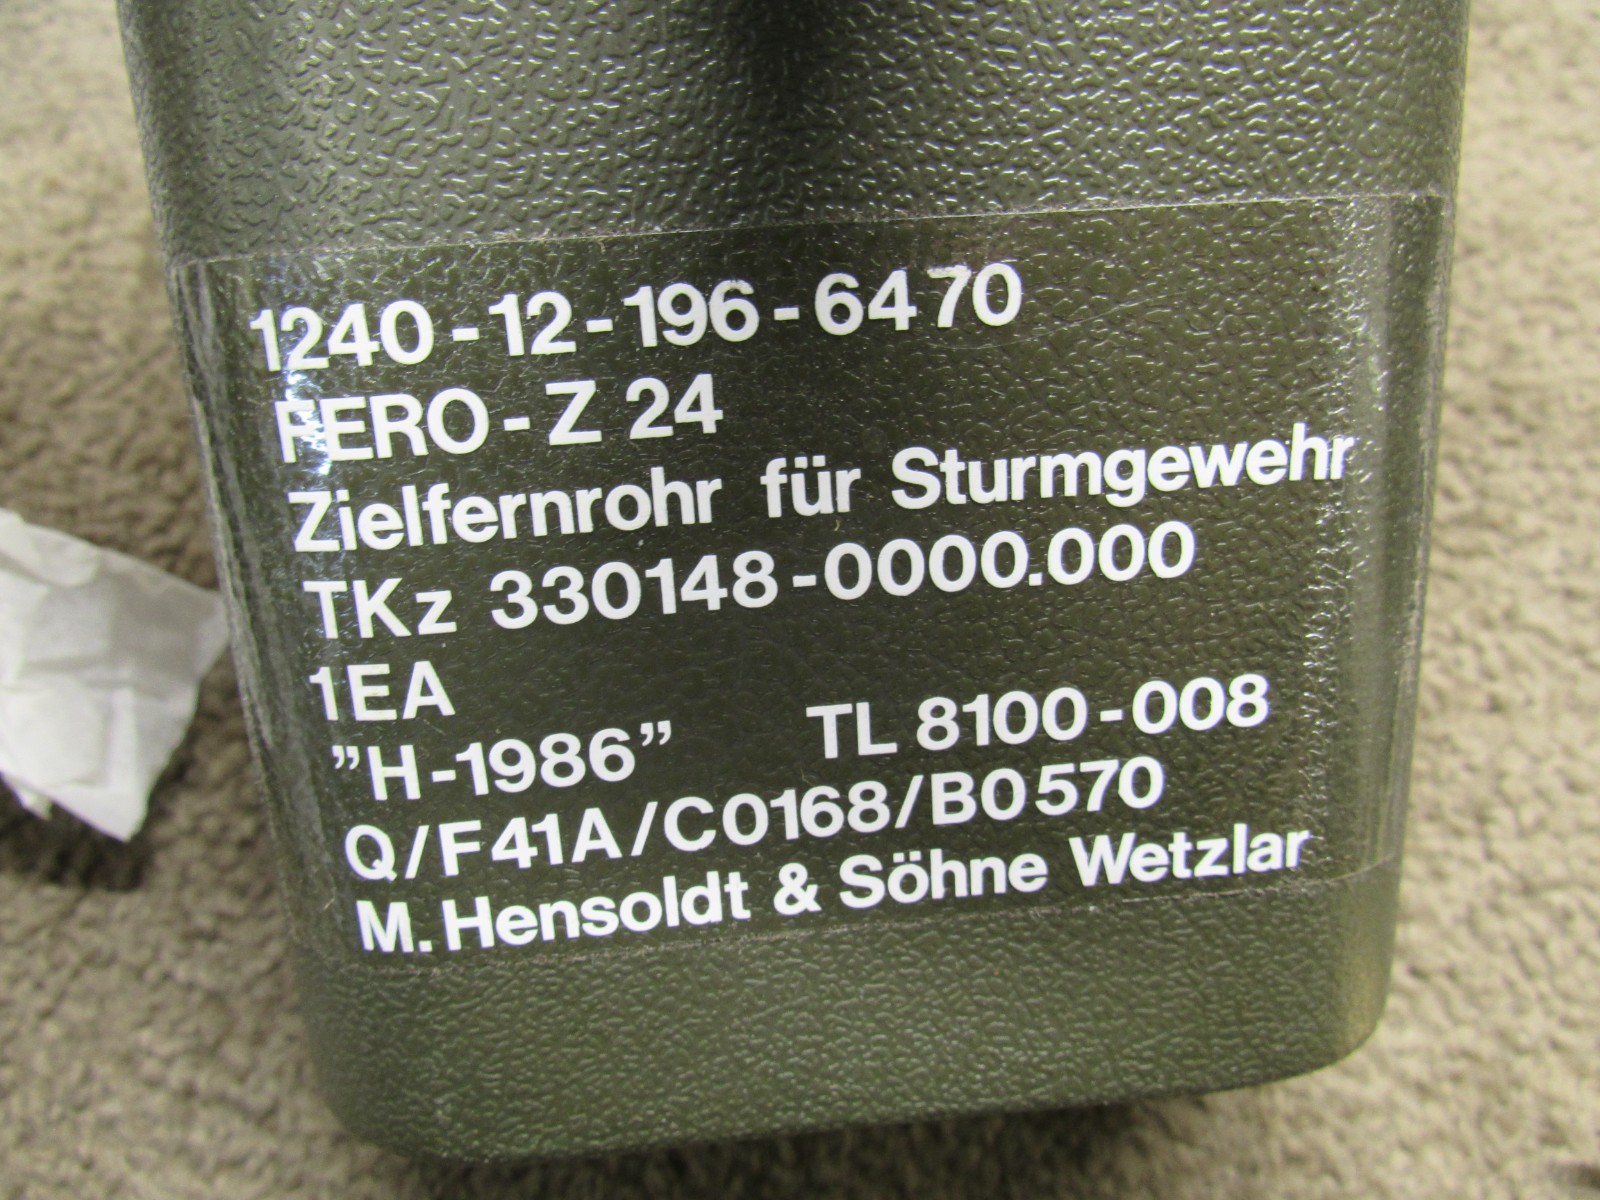 1240-12-196-6470
FERO-Z 24
Zielfernrohr für Sturmgewehr
TKz 330148-0000.000
1EA
”H-1986” TL 8100-008
Q/F41A/C0168/B0570
M. Hensoldt & Söhne Wetzlar